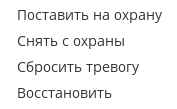 Поставить на охрану
Снять с охраны
Сбросить тревогу
Восстановить